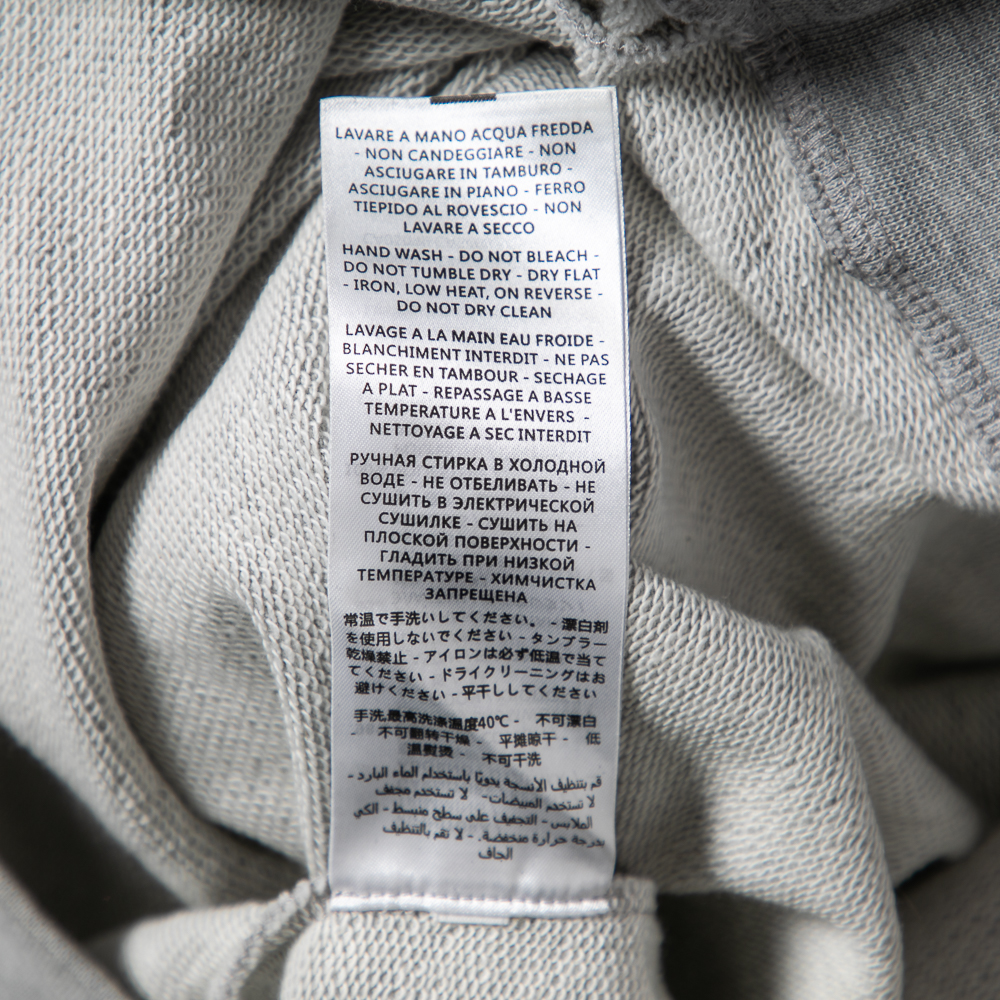 LAVARE A MANO ACQUA FREDDA
- NON CANDEGGIARE - NON
ASCIUGARE IN TAMBURO -
ASCIUGARE IN PIANO - FERRO
TIEPIDO AL ROVESCIO - NON
LAVARE A SECCO
HAND WASH - DO NOT BLEACH -
DO NOT TUMBLE DRY - DRY FLAT
- IRON, LOW HEAT, ON REVERSE -
DO NOT DRY CLEAN
LAVAGE A LA MAIN EAU FROIDE -
BLANCHIMENT INTERDIT - NE PAS
SECHER EN TAMBOUR - SECHAGE
A PLAT - REPASSAGE A BASSE
TEMPERATURE A L'ENVERS -
NETTOYAGE A SEC INTERDIT
РУЧНАЯ СТИРКА В ХОЛОДНОЙ
ВОДЕ - НЕ ОТБЕЛИВАТЬ - НЕ
СУШИТЬ В ЭЛЕКТРИЧЕСКОЙ
СУШИЛКЕ - СУШИТЬ НА
ПЛОСКОЙ ПОВЕРХНОСТИ -
ГЛАДИТЬ ПРИ НИЗКОЙ
ТЕМПЕРАТУРЕ - ХИМЧИСТКА
ЗАПРЕЩЕНА
常温で手洗いしてください。 - 漂白剤
を使用しないでください - タンブラー
乾燥禁止 - アイロンは必ず低温で当て
てください - ドライクリーニングはお
避けください - 平干ししてください
手洗,最高洗涤温度40℃ - 不可漂白
- 不可翻转干燥 - 平摊晾干 - 低
温熨烫 - 不可干洗
قم بتنظيف الأنسجة يدويًا باستخدام الماء البارد -
لا تستخدم المبيضات - لا تستخدم مجفف
الملابس - التجفيف على سطح منبسط - الكي
بدرجة حرارة منخفضة. - لا تقم بالتنظيف
الجاف